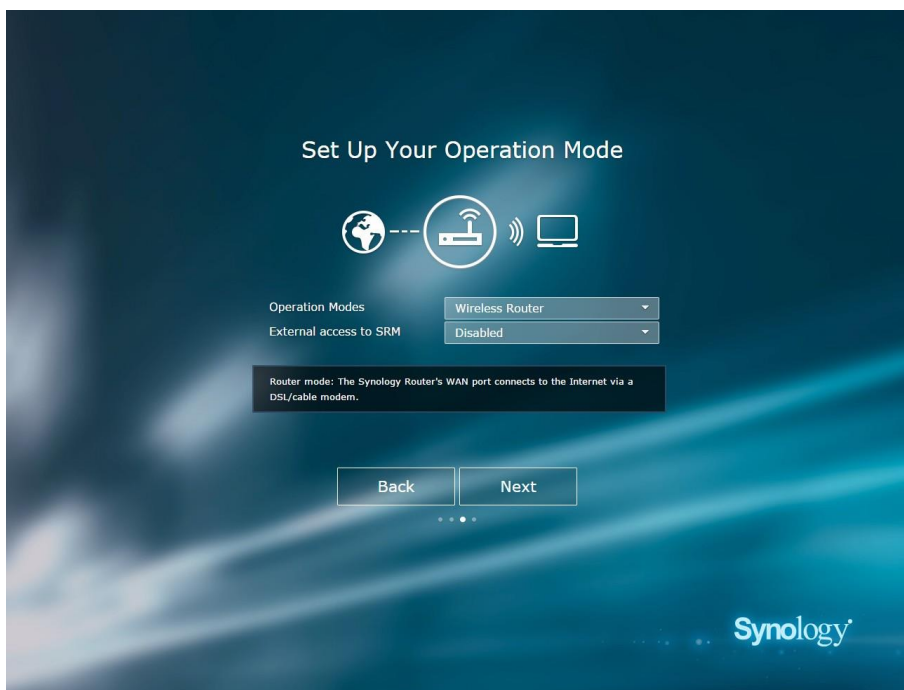 Set Up Your Operation Mode
Operation Modes
Wireless Router
External access to SRM
Disabled
Router mode: The Synology Router's WAN port connects to the Internet via a
DSL/cable modem.
Back
Next
Synology